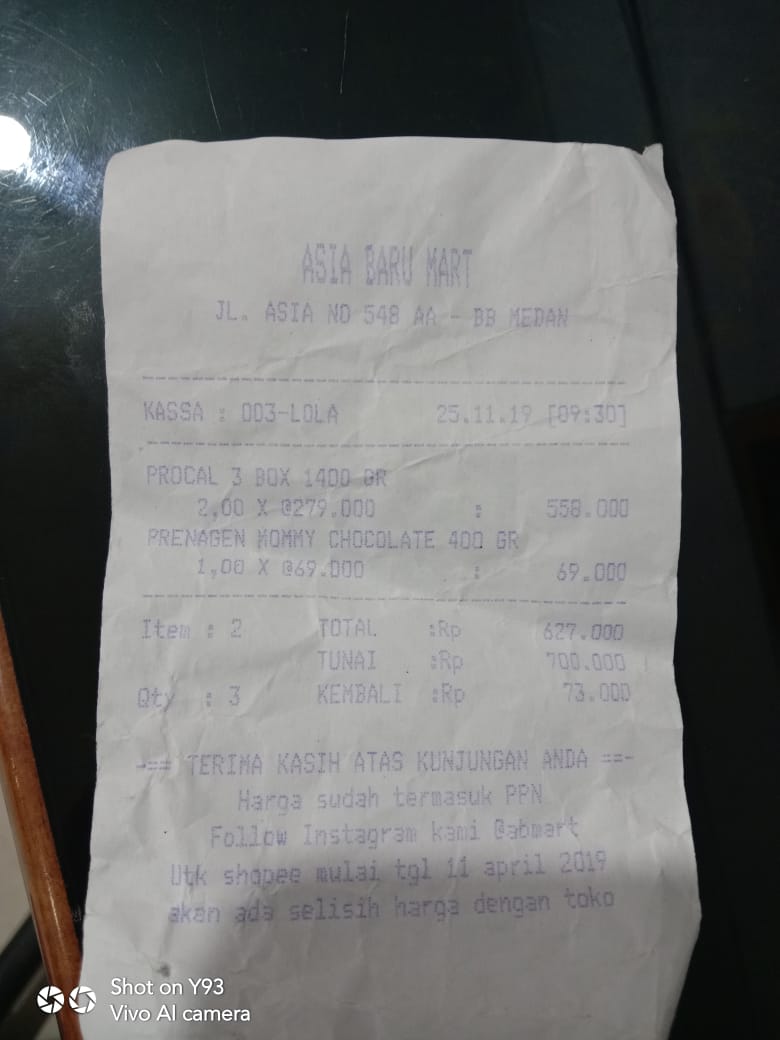 ASIA BARU MART
JL. ASIA NO 548 AA - BB MEDAN
KASSA : 003-LOLA 25.11.19 [09:30]
PROCAL 3 BOX 1400 GR
2,00 X @279.000 : 558.000
PRENAGEN MOMMY CHOCOLATE 400 GR
1,00 X @69.000 : 69.000
Item : 2 TOTAL :Rp 627.000
TUNAI :Rp 700.000
Qty : 3 KEMBALI :Rp 73.000
-== TERIMA KASIH ATAS KUNJUNGAN ANDA ==-
Harga sudah termasuk PPN
Follow Instagram kami @abmart
Utk shopee mulai tgl 11 april 2019
akan ada selisih harga dengan toko
Shot on Y93
Vivo AI camera